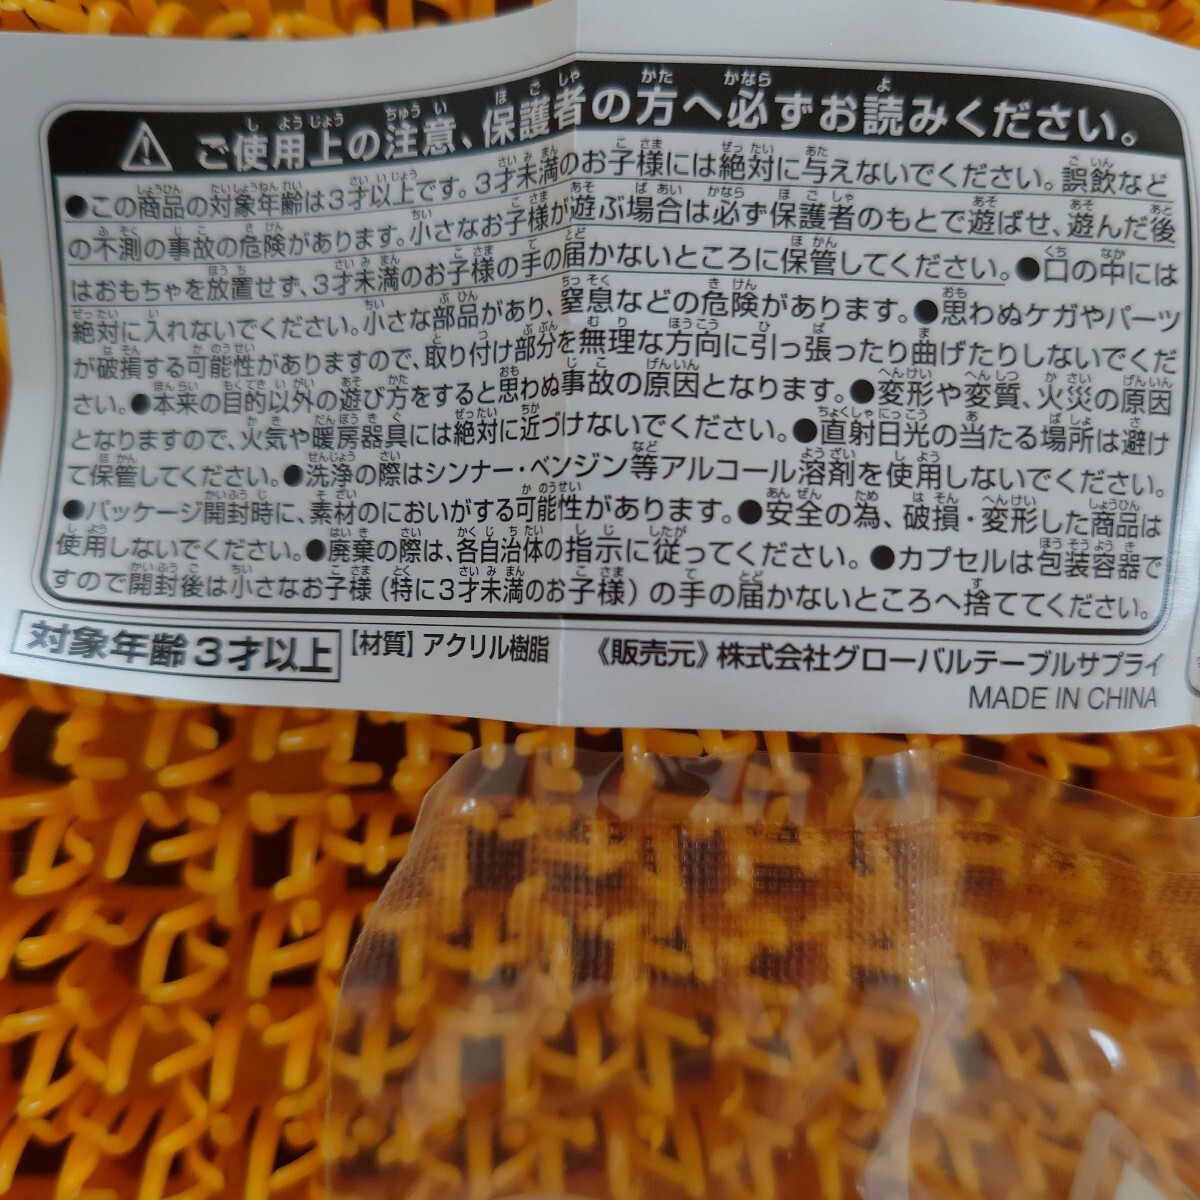 ご使用上の注意、保護者の方へ必ずお読みください。
●この商品の対象年齢は3才以上です。3才未満のお子様には絶対に与えないでください。誤飲など
の不測の事故の危険があります。小さなお子様が遊ぶ場合は必ず保護者のもとで遊ばせ、遊んだ後
はおもちゃを放置せず、3才未満のお子様の手の届かないところに保管してください。●口の中には
絶対に入れないでください。小さな部品があり、窒息などの危険があります。●思わぬケガやパーツ
が破損する可能性がありますので、取り付け部分を無理な方向に引っ張ったり曲げたりしないでくだ
さい。●本来の目的以外の遊び方をすると思わぬ事故の原因となります。●変形や変質、火災の原因
となりますので、火気や暖房器具には絶対に近づけないでください。●直射日光の当たる場所は避け
て保管してください。●洗浄の際はシンナー・ベンジン等アルコール溶剤を使用しないでください。
●パッケージ開封時に、素材のにおいがする可能性があります。●安全の為、破損・変形した商品は
使用しないでください。●廃棄の際は、各自治体の指示に従ってください。●カプセルは包装容器で
すので開封後は小さなお子様(特に3才未満のお子様)の手の届かないところへ捨ててください。
対象年齢3才以上 【材質】アクリル樹脂 《販売元》株式会社グローバルテーブルサプライ
MADE IN CHINA